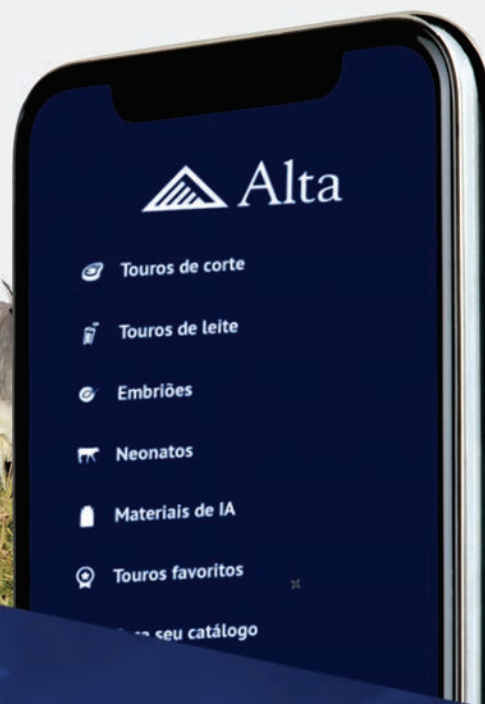 Alta
Touros de corte
Touros de leite
Embriões
Neonatos
Materiais de IA
Touros favoritos
seu catálogo